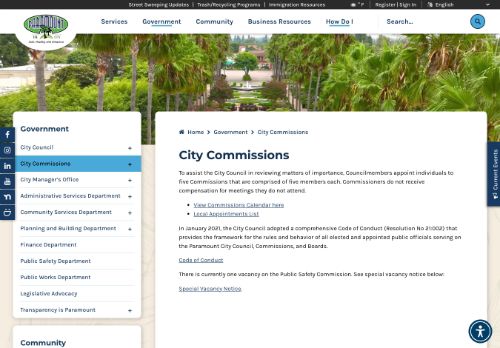 Street Sweeping Updates | Trash/Recycling Programs | Immigration Resources
°F
Register | Sign In
English
PARAMOUNT
Services
Government
Community
Business Resources
How Do I
Search...
Government
City Council +
City Commissions +
City Manager's Office +
Administrative Services Department +
Community Services Department +
Planning and Building Department +
Finance Department
Public Safety Department
Public Works Department
Legislative Advocacy
Transparency is Paramount +
Community
Home > Government > City Commissions
City Commissions
To assist the City Council in reviewing matters of importance, Councilmembers appoint individuals to
five Commissions that are comprised of five members each. Commissioners do not receive
compensation for meetings they do not attend.
• View Commissions Calendar here
• Local Appointments List
In January 2021, the City Council adopted a comprehensive Code of Conduct (Resolution No 21:002) that
provides the framework for the rules and behavior of all elected and appointed public officials serving on
the Paramount City Council, Commissions, and Boards.
Code of Conduct
There is currently one vacancy on the Public Safety Commission. See special vacancy notice below:
Special Vacancy Notice.
Current Events